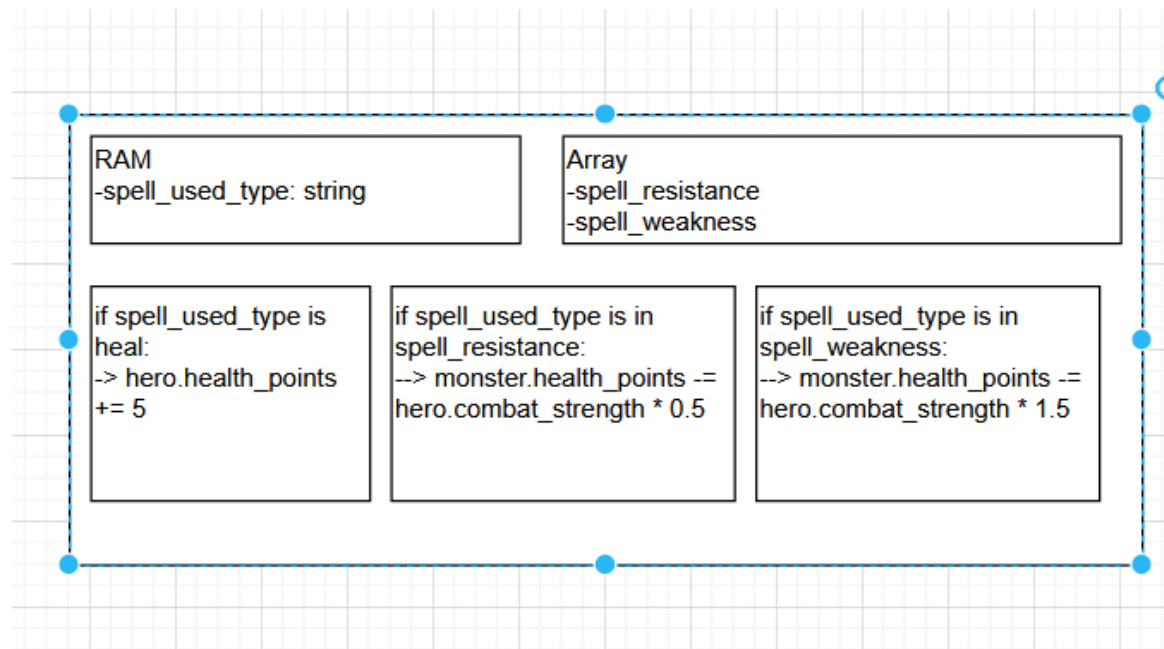 RAM
-spell_used_type: string
Array
-spell_resistance
-spell_weakness
if spell_used_type is
heal:
-> hero.health_points
+= 5
if spell_used_type is in
spell_resistance:
--> monster.health_points -=
hero.combat_strength * 0.5
if spell_used_type is in
spell_weakness:
--> monster.health_points -=
hero.combat_strength * 1.5